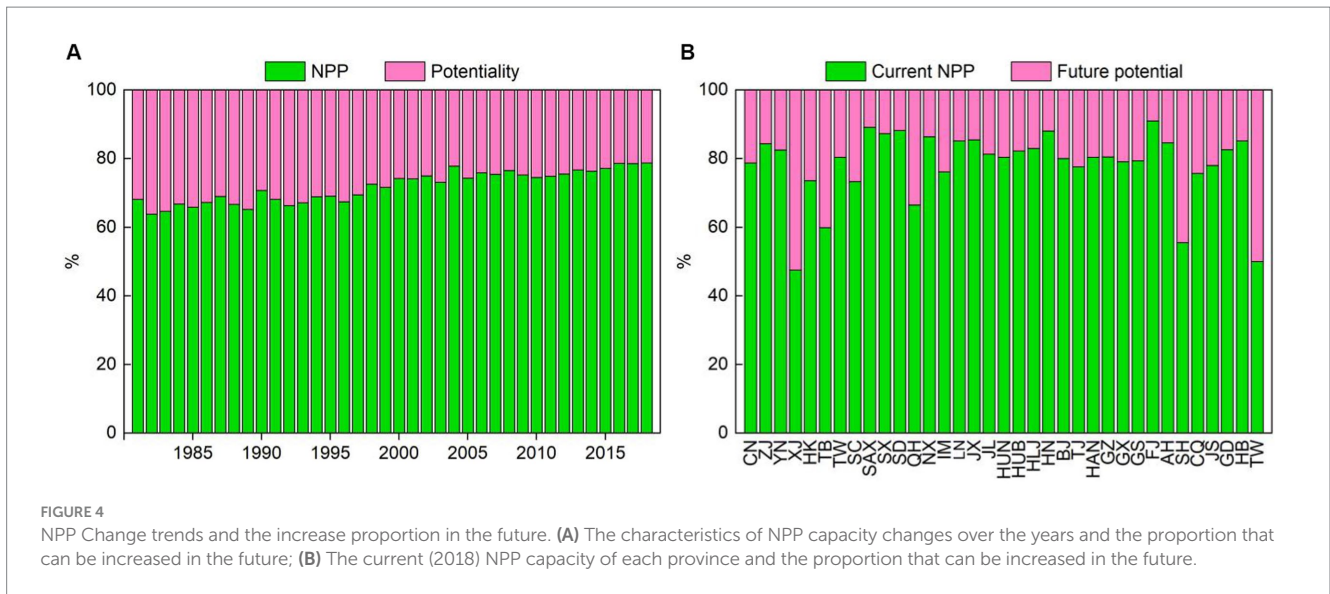 A
NPP
Potentiality
%
100
80
60
40
20
0
1985
1990
1995
2000
2005
2010
2015
B
Current NPP
Future potential
%
100
80
60
40
20
0
CN
ZJ
YN
XJ
HK
TB
TW
SC
SAX
SX
SD
QH
NX
IM
LN
JX
JL
HUN
HUB
HLJ
HN
BJ
TJ
HAN
GZ
GX
GS
FJ
AH
SH
CQ
JS
GD
HB
TW
FIGURE 4
NPP Change trends and the increase proportion in the future. (A) The characteristics of NPP capacity changes over the years and the proportion that
can be increased in the future; (B) The current (2018) NPP capacity of each province and the proportion that can be increased in the future.